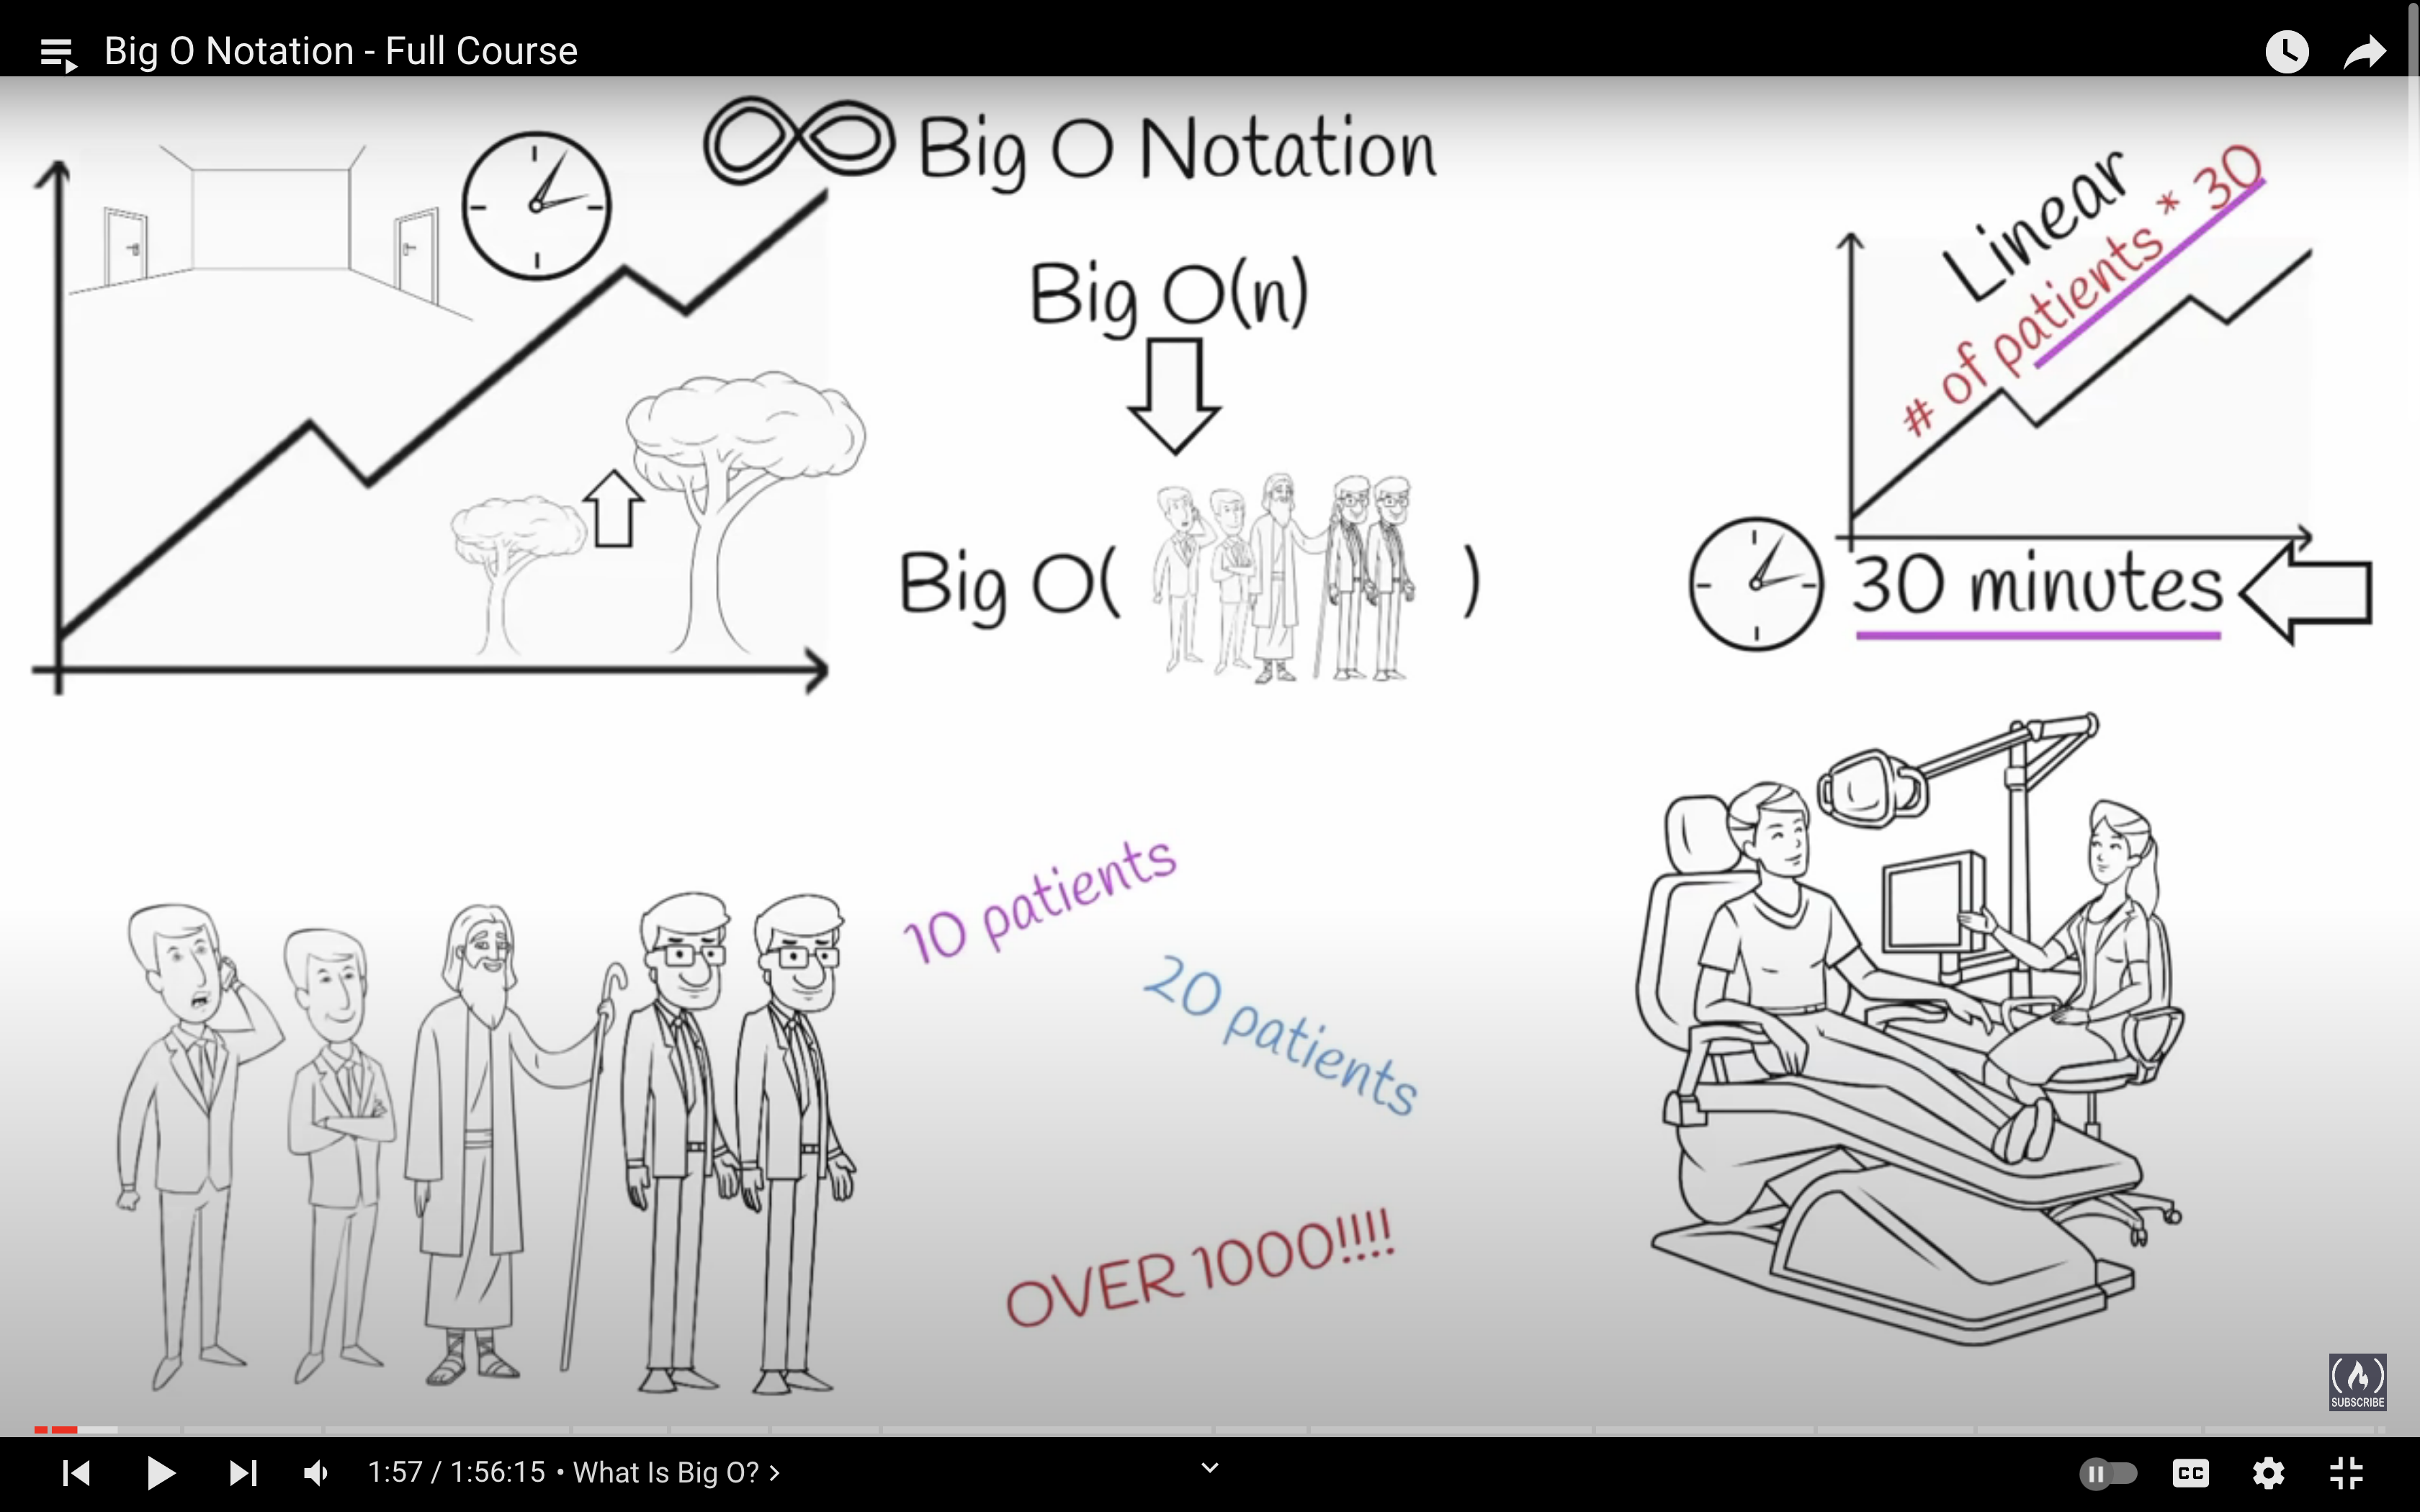 Big O Notation - Full Course
Big O Notation
Big O(n)
Big O( )
Linear
# of patients * 30
30 minutes
10 patients
20 patients
OVER 1000!!!!
SUBSCRIBE
1:57 / 1:56:15 • What Is Big O? >
CC